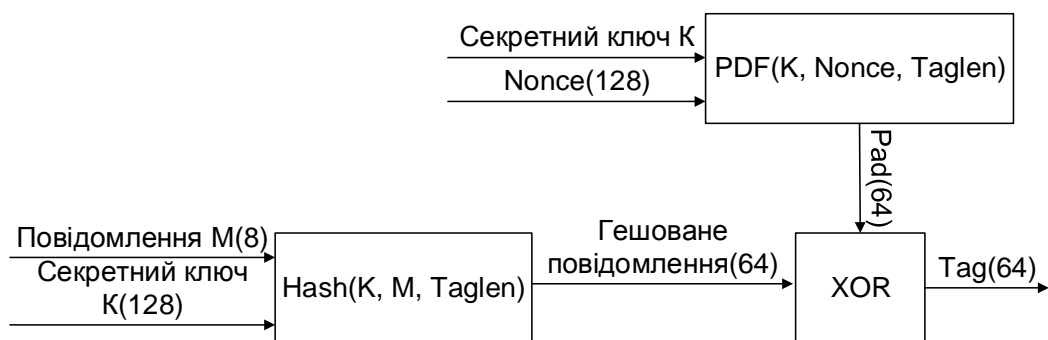 Секретний ключ К
Nonce(128)
PDF(K, Nonce, Taglen)
Pad(64)
Повідомлення М(8)
Секретний ключ
К(128)
Hash(K, M, Taglen)
Гешоване
повідомлення(64)
XOR
Tag(64)